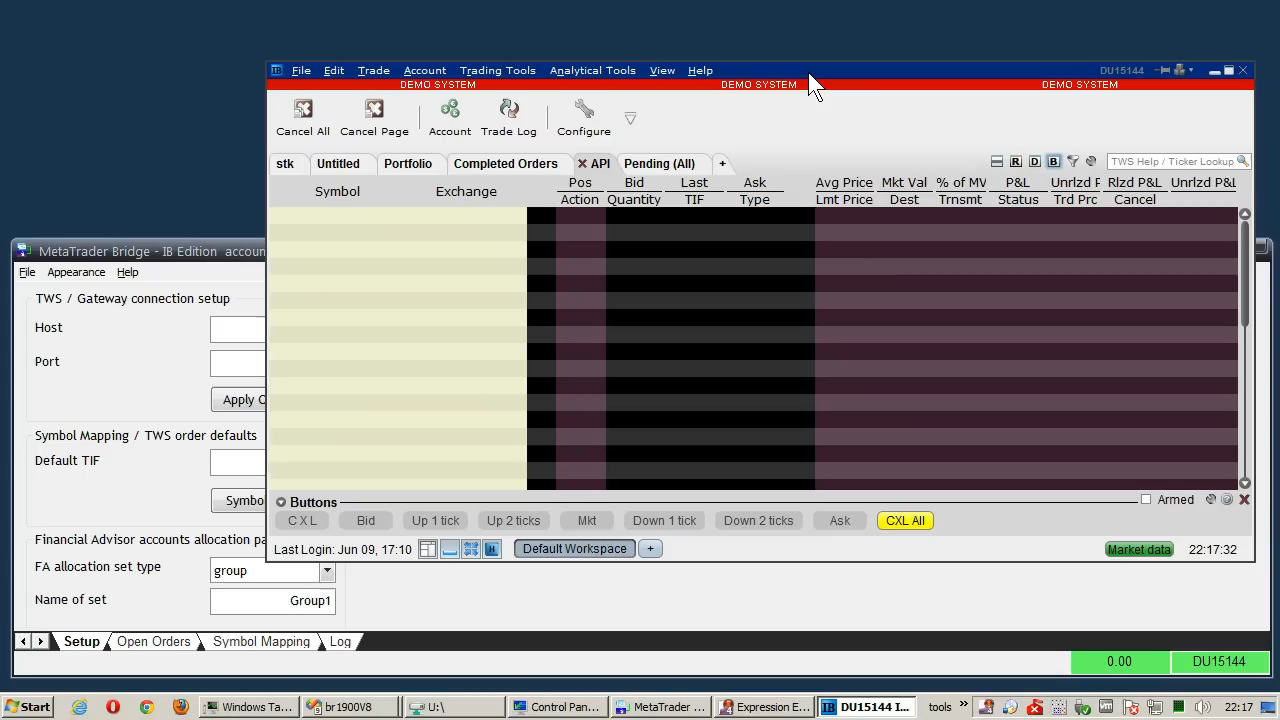 IB File Edit Trade Account Trading Tools Analytical Tools View Help DU15144
DEMO SYSTEM DEMO SYSTEM DEMO SYSTEM
Cancel All Cancel Page Account Trade Log Configure
stk Untitled Portfolio Completed Orders API Pending (All) + R D B TWS Help / Ticker Lookup
Symbol Exchange
Pos Bid Last Ask Avg Price Mkt Val % of MV P&L Unrlzd P Rlzd P&L Unrlzd P&L
Action Quantity TIF Type Lmt Price Dest Trnsmt Status Trd Prc Cancel
MetaTrader Bridge - IB Edition accoun
File Appearance Help
TWS / Gateway connection setup
Host
Port
Apply C
Symbol Mapping / TWS order defaults
Default TIF
Symbo
Financial Advisor accounts allocation pa
FA allocation set type group
Name of set Group1
Buttons Armed
C X L Bid Up 1 tick Up 2 ticks Mkt Down 1 tick Down 2 ticks Ask CXL All
Last Login: Jun 09, 17:10 Default Workspace + Market data 22:17:32
Setup Open Orders Symbol Mapping Log
0.00 DU15144
Start Windows Ta... br1900V8 U:\ Control Pan... MetaTrader ... Expression E... IB DU15144 I... tools » 22:17